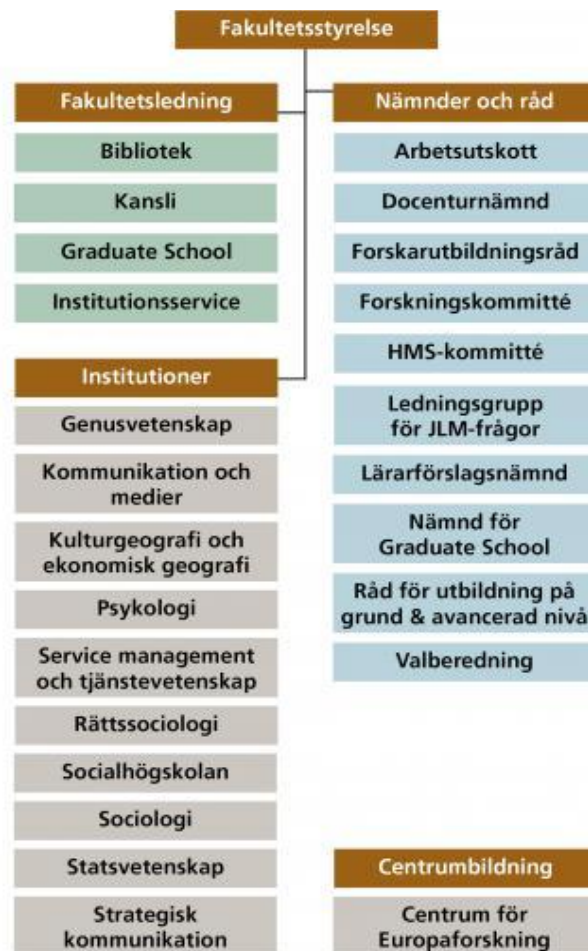 Fakultetsstyrelse
Fakultetsledning
Bibliotek
Kansli
Graduate School
Institutionsservice
Institutioner
Genusvetenskap
Kommunikation och
medier
Kulturgeografi och
ekonomisk geografi
Psykologi
Service management
och tjänstevetenskap
Rättssociologi
Socialhögskolan
Sociologi
Statsvetenskap
Strategisk
kommunikation
Nämnder och råd
Arbetsutskott
Docenturnämnd
Forskarutbildningsråd
Forskningskommitté
HMS-kommitté
Ledningsgrupp
för JLM-frågor
Lärarförslagsnämnd
Nämnd för
Graduate School
Råd för utbildning på
grund & avancerad nivå
Valberedning
Centrumbildning
Centrum för
Europaforskning